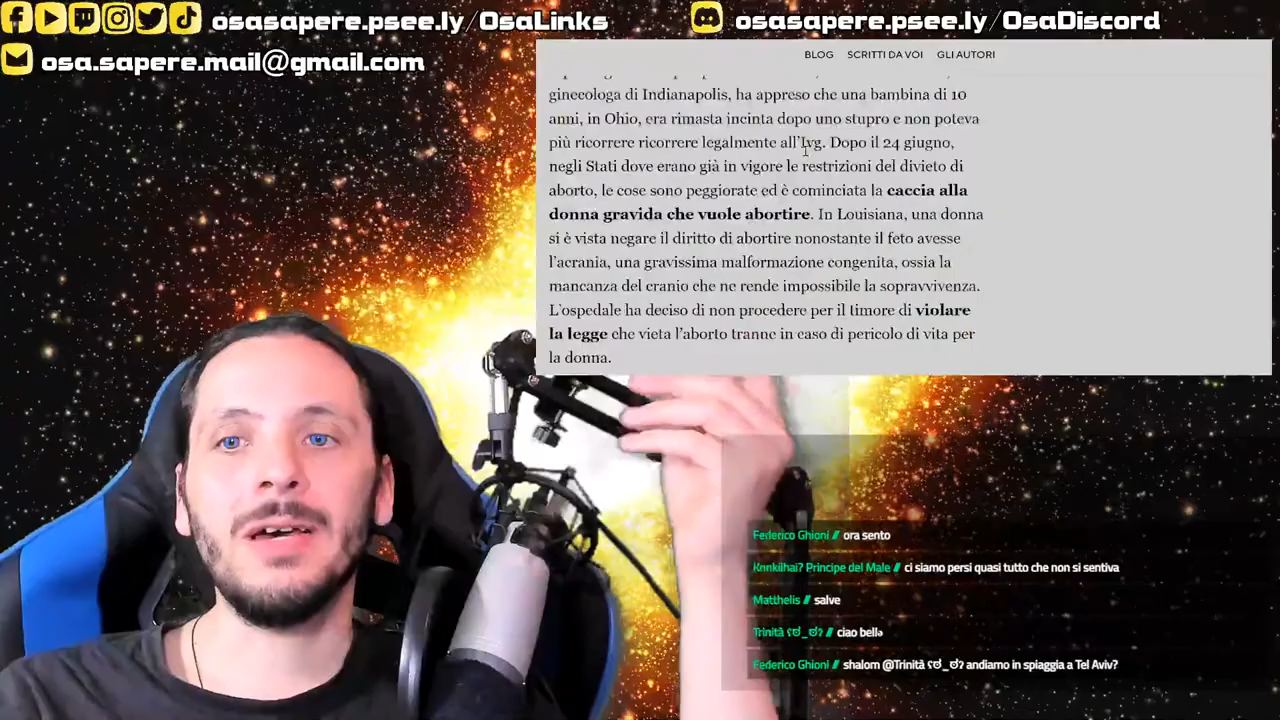 osasapere.psee.ly/OsaLinks
osasapere.psee.ly/OsaDiscord
osa.sapere.mail@gmail.com
BLOG SCRITTI DA VOI GLI AUTORI
ginecologa di Indianapolis, ha appreso che una bambina di 10
anni, in Ohio, era rimasta incinta dopo uno stupro e non poteva
più ricorrere ricorrere legalmente all'Ivg. Dopo il 24 giugno,
negli Stati dove erano già in vigore le restrizioni del divieto di
aborto, le cose sono peggiorate ed è cominciata la caccia alla
donna gravida che vuole abortire. In Louisiana, una donna
si è vista negare il diritto di abortire nonostante il feto avesse
l'acrania, una gravissima malformazione congenita, ossia la
mancanza del cranio che ne rende impossibile la sopravvivenza.
L'ospedale ha deciso di non procedere per il timore di violare
la legge che vieta l'aborto tranne in caso di pericolo di vita per
la donna.
Federico Ghioni // ora sento
Knnkilhai? Principe del Male // ci siamo persi quasi tutto che non si sentiva
Matthelis // salve
Trinità ʕಠ_ಠʔ // ciao bellə
Federico Ghioni // shalom @Trinità ʕಠ_ಠʔ andiamo in spiaggia a Tel Aviv?